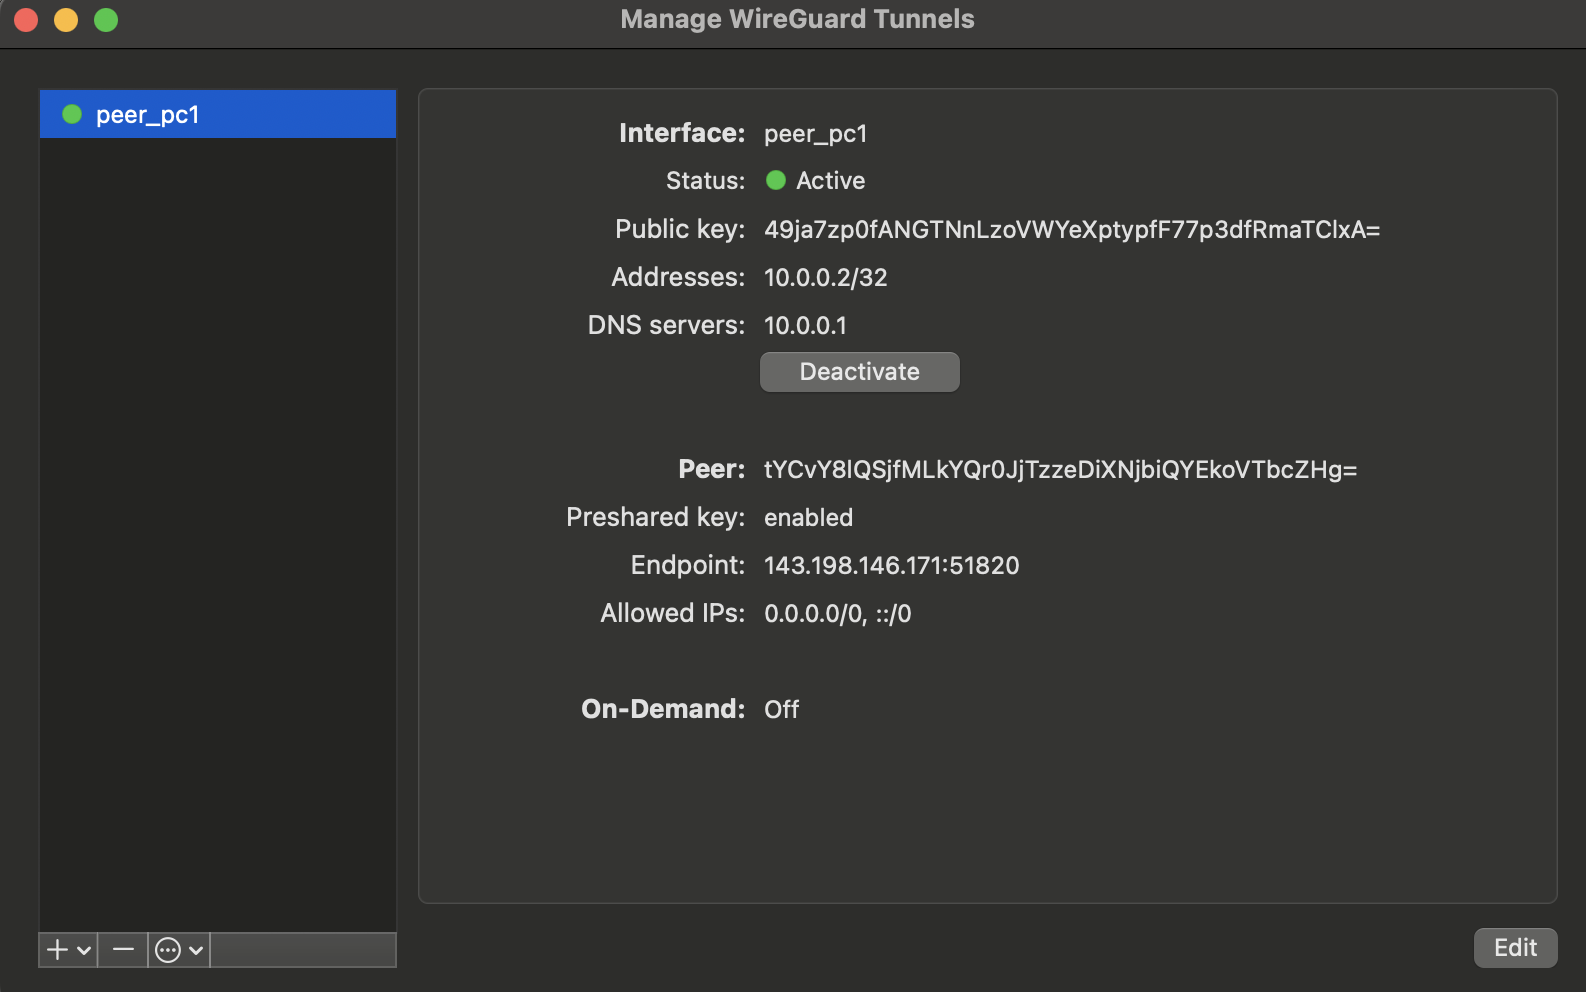 Manage WireGuard Tunnels
peer_pc1
Interface: peer_pc1
Status: Active
Public key: 49ja7zp0fANGTNnLzoVWYeXptypfF77p3dfRmaTClxA=
Addresses: 10.0.0.2/32
DNS servers: 10.0.0.1
Deactivate
Peer: tYCvY8lQSjfMLkYQr0JjTzzeDiXNjbiQYEkoVTbcZHg=
Preshared key: enabled
Endpoint: 143.198.146.171:51820
Allowed IPs: 0.0.0.0/0, ::/0
On-Demand: Off
Edit